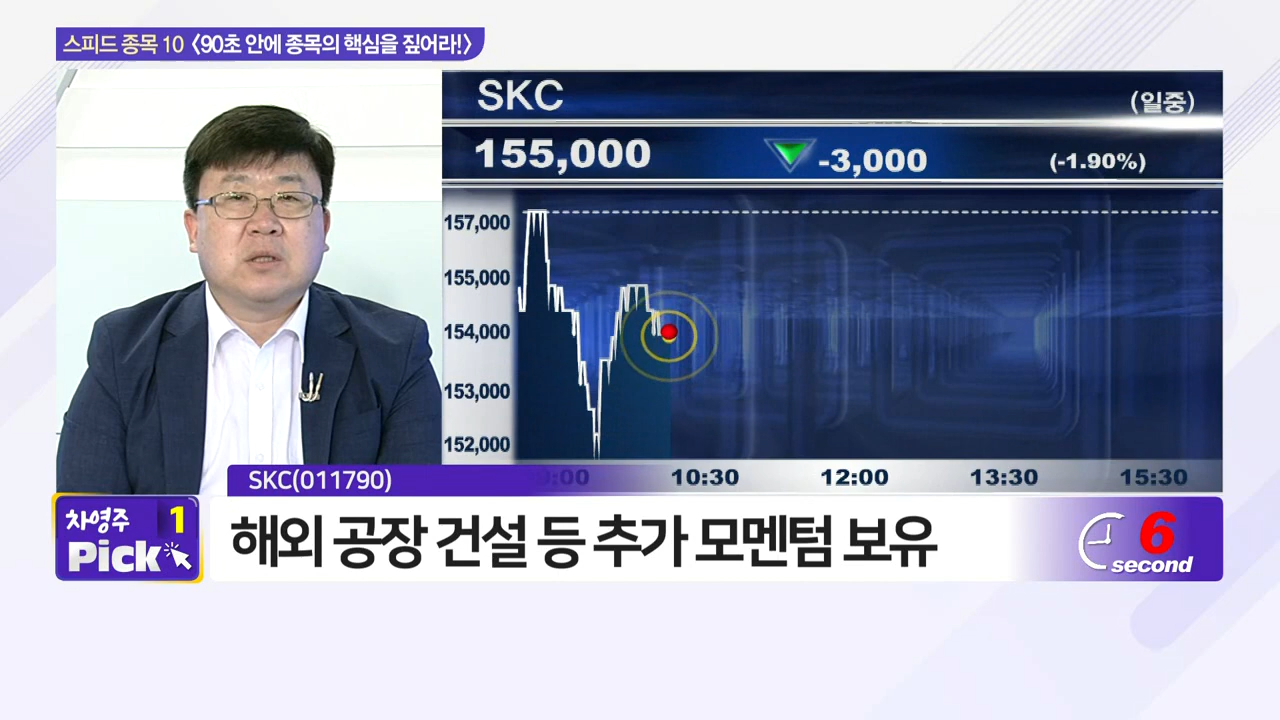 스피드 종목 10 〈90초 안에 종목의 핵심을 짚어라!〉
SKC
(일중)
155,000
-3,000
(-1.90%)
157,000
155,000
154,000
153,000
152,000
9:00
10:30
12:00
13:30
15:30
SKC(011790)
차영주 1
Pick
해외 공장 건설 등 추가 모멘텀 보유
6
second